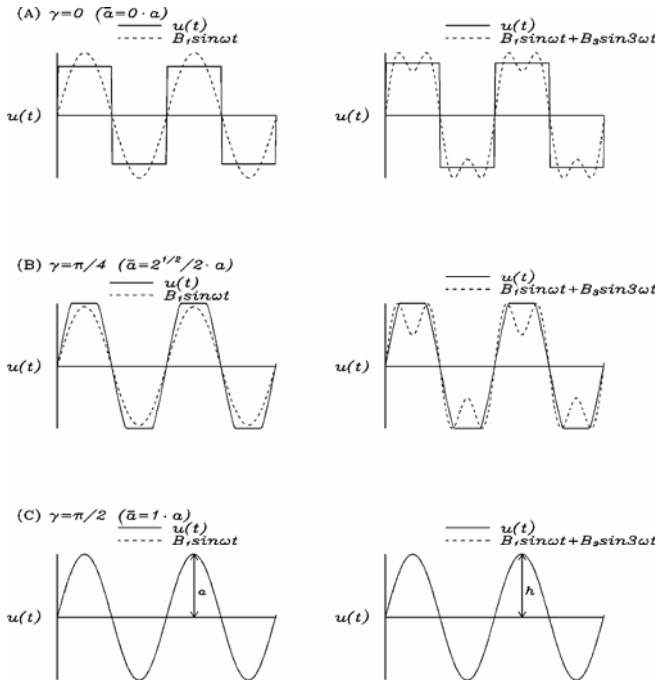 (A) γ=0 (ā=0·a)
u(t)
B₁sinωt
u(t)
u(t)
B₁sinωt+B₃sin3ωt
u(t)
(B) γ=π/4 (ā=2^{1/2}/2·a)
u(t)
B₁sinωt
u(t)
u(t)
B₁sinωt+B₃sin3ωt
u(t)
(C) γ=π/2 (ā=1·a)
u(t)
B₁sinωt
u(t)
a
u(t)
B₁sinωt+B₃sin3ωt
u(t)
h